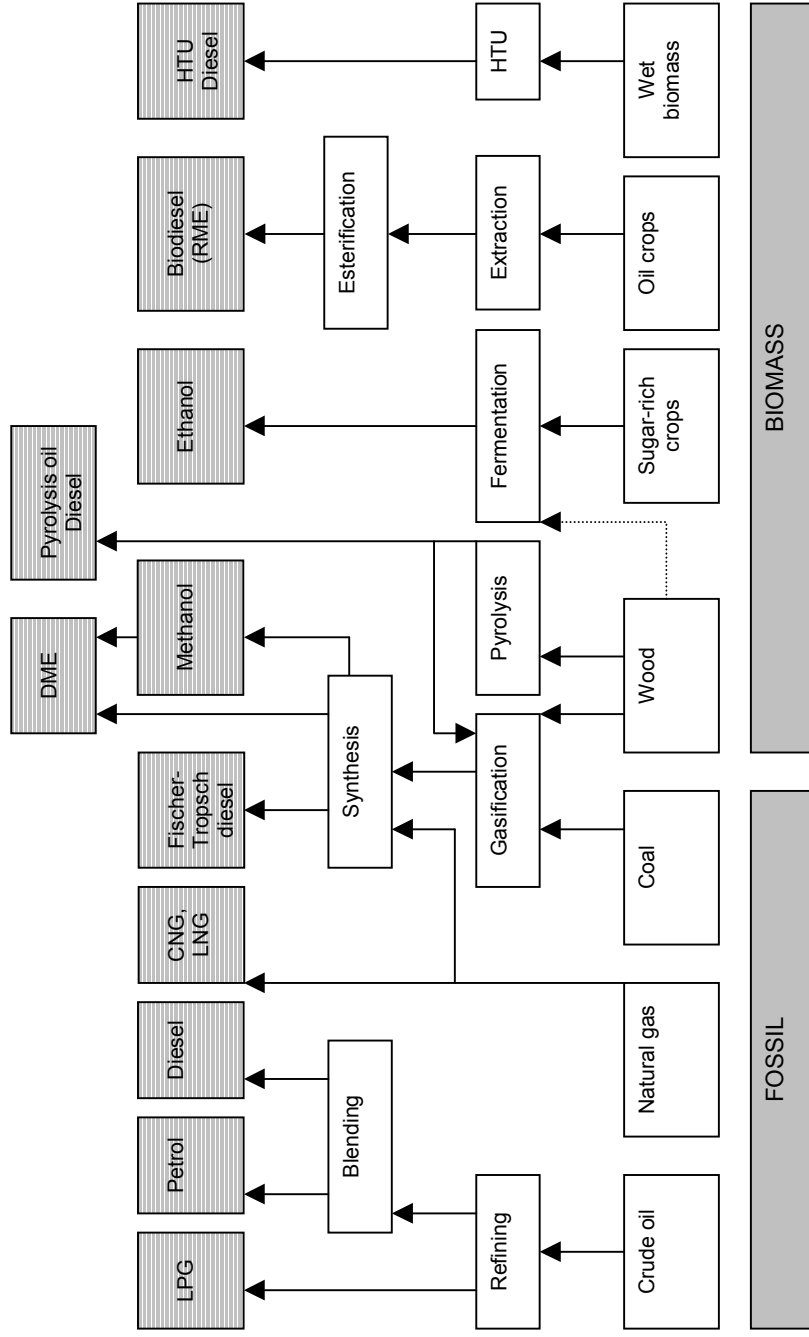 Pyrolysis oil
Diesel
DME
HTU
Diesel
Biodiesel
(RME)
Ethanol
Methanol
Fischer-
Tropsch
diesel
CNG,
LNG
Diesel
Petrol
LPG
Esterification
Synthesis
Blending
HTU
Extraction
Fermentation
Pyrolysis
Gasification
Refining
Wet
biomass
Oil crops
Sugar-rich
crops
Wood
Coal
Natural gas
Crude oil
BIOMASS
FOSSIL